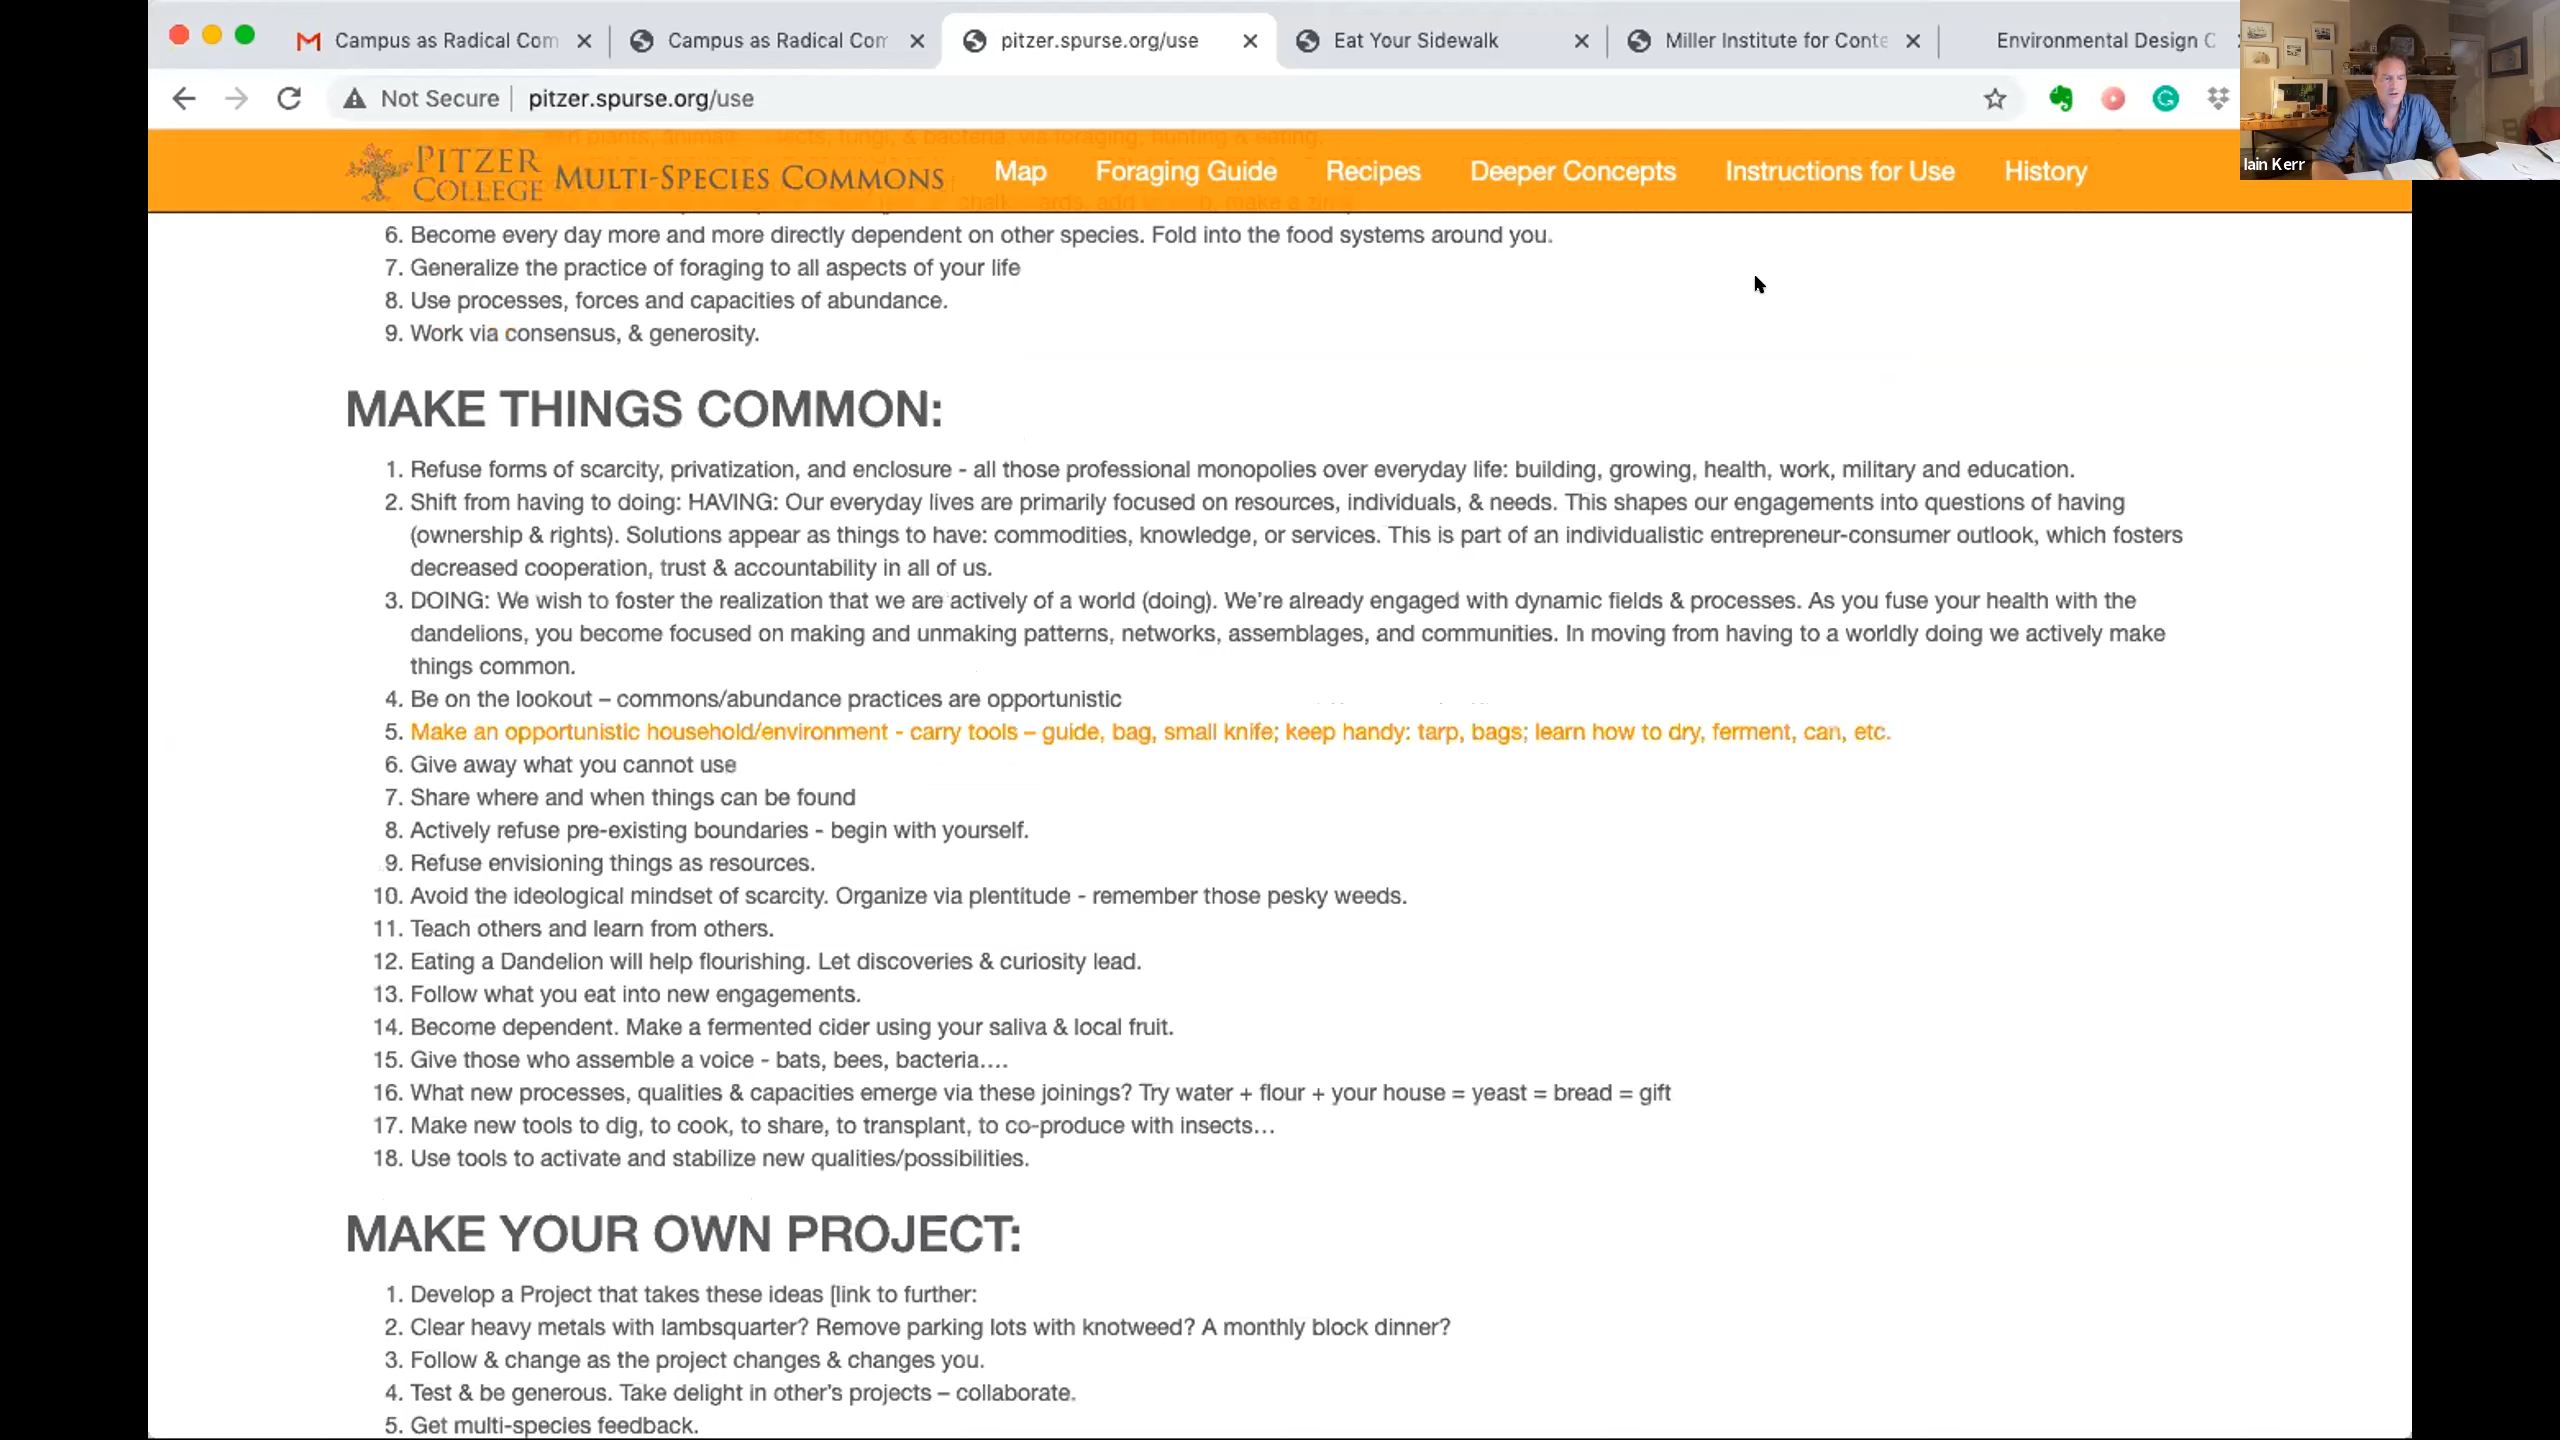 Campus as Radical Com
Campus as Radical Com
pitzer.spurse.org/use
Eat Your Sidewalk
Miller Institute for Conte
Environmental Design C
Not Secure
pitzer.spurse.org/use
Iain Kerr
PITZER
COLLEGE
MULTI-SPECIES COMMONS
Map
Foraging Guide
Recipes
Deeper Concepts
Instructions for Use
History
6. Become every day more and more directly dependent on other species. Fold into the food systems around you.
7. Generalize the practice of foraging to all aspects of your life
8. Use processes, forces and capacities of abundance.
9. Work via consensus, & generosity.
MAKE THINGS COMMON:
1. Refuse forms of scarcity, privatization, and enclosure - all those professional monopolies over everyday life: building, growing, health, work, military and education.
2. Shift from having to doing: HAVING: Our everyday lives are primarily focused on resources, individuals, & needs. This shapes our engagements into questions of having
(ownership & rights). Solutions appear as things to have: commodities, knowledge, or services. This is part of an individualistic entrepreneur-consumer outlook, which fosters
decreased cooperation, trust & accountability in all of us.
3. DOING: We wish to foster the realization that we are actively of a world (doing). We're already engaged with dynamic fields & processes. As you fuse your health with the
dandelions, you become focused on making and unmaking patterns, networks, assemblages, and communities. In moving from having to a worldly doing we actively make
things common.
4. Be on the lookout – commons/abundance practices are opportunistic
5. Make an opportunistic household/environment - carry tools – guide, bag, small knife; keep handy: tarp, bags; learn how to dry, ferment, can, etc.
6. Give away what you cannot use
7. Share where and when things can be found
8. Actively refuse pre-existing boundaries - begin with yourself.
9. Refuse envisioning things as resources.
10. Avoid the ideological mindset of scarcity. Organize via plentitude - remember those pesky weeds.
11. Teach others and learn from others.
12. Eating a Dandelion will help flourishing. Let discoveries & curiosity lead.
13. Follow what you eat into new engagements.
14. Become dependent. Make a fermented cider using your saliva & local fruit.
15. Give those who assemble a voice - bats, bees, bacteria….
16. What new processes, qualities & capacities emerge via these joinings? Try water + flour + your house = yeast = bread = gift
17. Make new tools to dig, to cook, to share, to transplant, to co-produce with insects…
18. Use tools to activate and stabilize new qualities/possibilities.
MAKE YOUR OWN PROJECT:
1. Develop a Project that takes these ideas [link to further:
2. Clear heavy metals with lambsquarter? Remove parking lots with knotweed? A monthly block dinner?
3. Follow & change as the project changes & changes you.
4. Test & be generous. Take delight in other's projects – collaborate.
5. Get multi-species feedback.